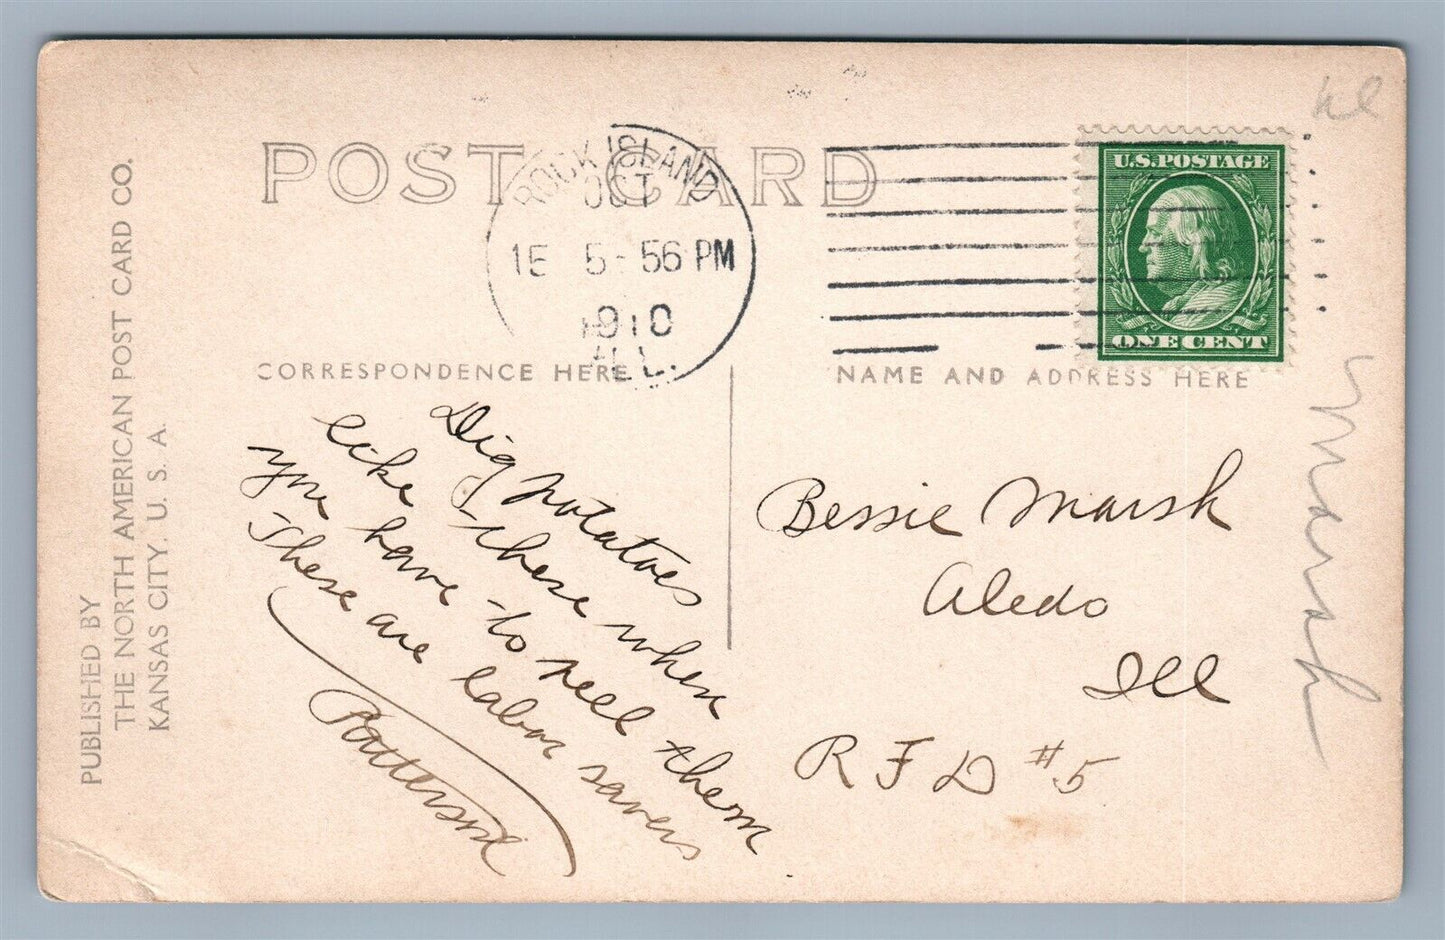 POST CARD
ROCK ISLAND
OCT
15 5-56 PM
1910
ILL.
U.S.POSTAGE
ONE CENT
PUBLISHED BY
THE NORTH AMERICAN POST CARD CO.
KANSAS CITY. U. S. A.
CORRESPONDENCE HERE
NAME AND ADDRESS HERE
Dig potatoes
like these when
you have to peel them
These are labor savers
Patterson
Bessie Marsh
Aledo
Ill
R F D #5
Marsh